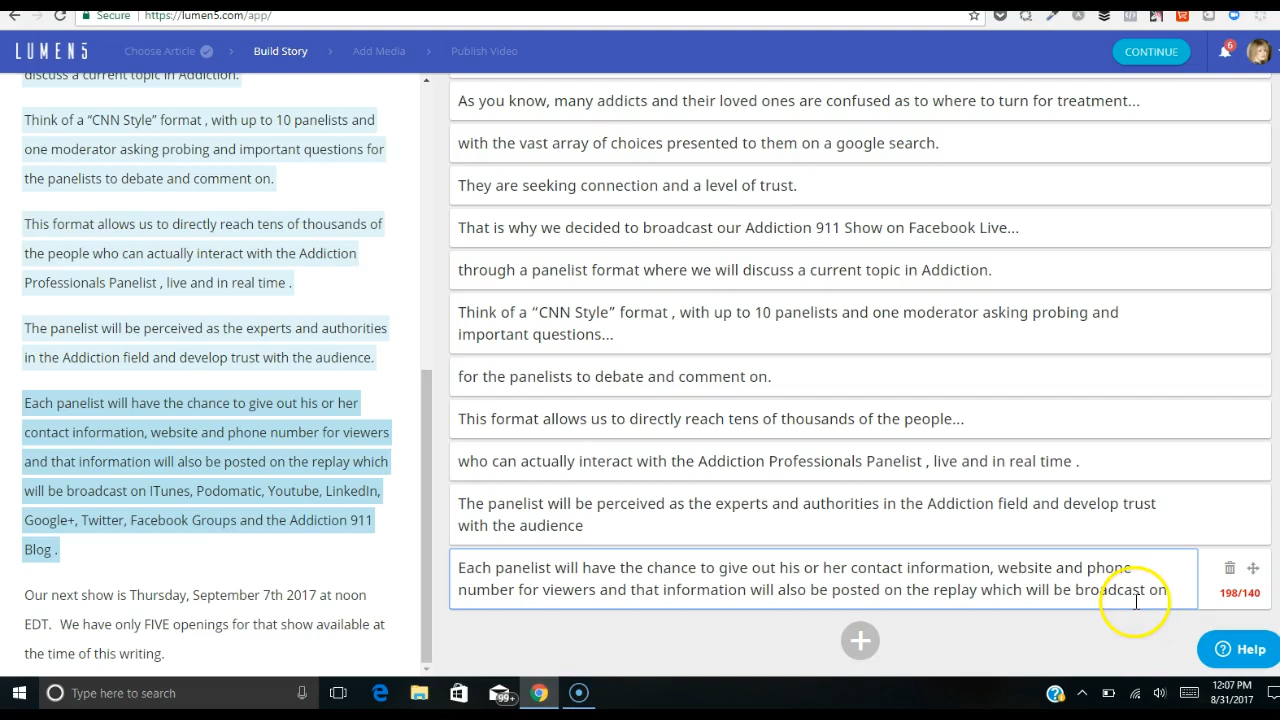 Secure
https://lumen5.com/app/
LUMEN5
Choose Article
Build Story
Add Media
Publish Video
CONTINUE
6
discuss a current topic in Addiction.
Think of a “CNN Style” format , with up to 10 panelists and
one moderator asking probing and important questions for
the panelists to debate and comment on.
This format allows us to directly reach tens of thousands of
the people who can actually interact with the Addiction
Professionals Panelist , live and in real time .
The panelist will be perceived as the experts and authorities
in the Addiction field and develop trust with the audience.
Each panelist will have the chance to give out his or her
contact information, website and phone number for viewers
and that information will also be posted on the replay which
will be broadcast on ITunes, Podomatic, Youtube, LinkedIn,
Google+, Twitter, Facebook Groups and the Addiction 911
Blog .
Our next show is Thursday, September 7th 2017 at noon
EDT. We have only FIVE openings for that show available at
the time of this writing.
As you know, many addicts and their loved ones are confused as to where to turn for treatment...
with the vast array of choices presented to them on a google search.
They are seeking connection and a level of trust.
That is why we decided to broadcast our Addiction 911 Show on Facebook Live...
through a panelist format where we will discuss a current topic in Addiction.
Think of a “CNN Style” format , with up to 10 panelists and one moderator asking probing and
important questions...
for the panelists to debate and comment on.
This format allows us to directly reach tens of thousands of the people...
who can actually interact with the Addiction Professionals Panelist , live and in real time .
The panelist will be perceived as the experts and authorities in the Addiction field and develop trust
with the audience
Each panelist will have the chance to give out his or her contact information, website and phone
number for viewers and that information will also be posted on the replay which will be broadcast on
198/140
Help
Type here to search
99+
12:07 PM
8/31/2017